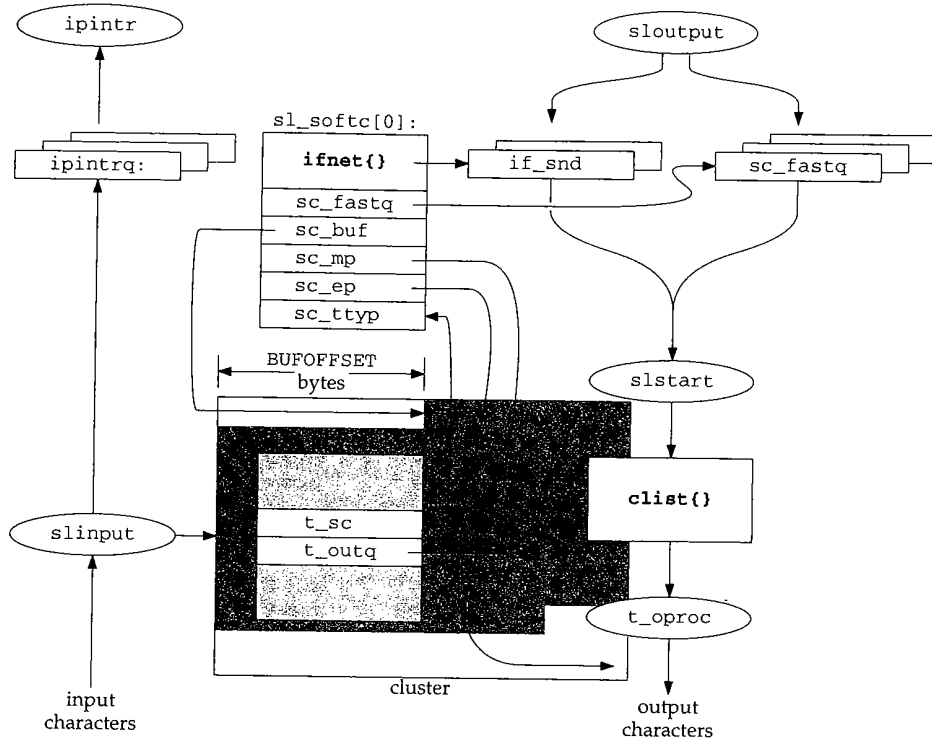 ipintr
sloutput
sl_softc[0]:
ipintrq:
ifnet{}
if_snd
sc_fastq
sc_fastq
sc_buf
sc_mp
sc_ep
sc_ttyp
BUFOFFSET
bytes
slstart
clist{}
t_sc
slinput
t_outq
t_oproc
cluster
input
characters
output
characters